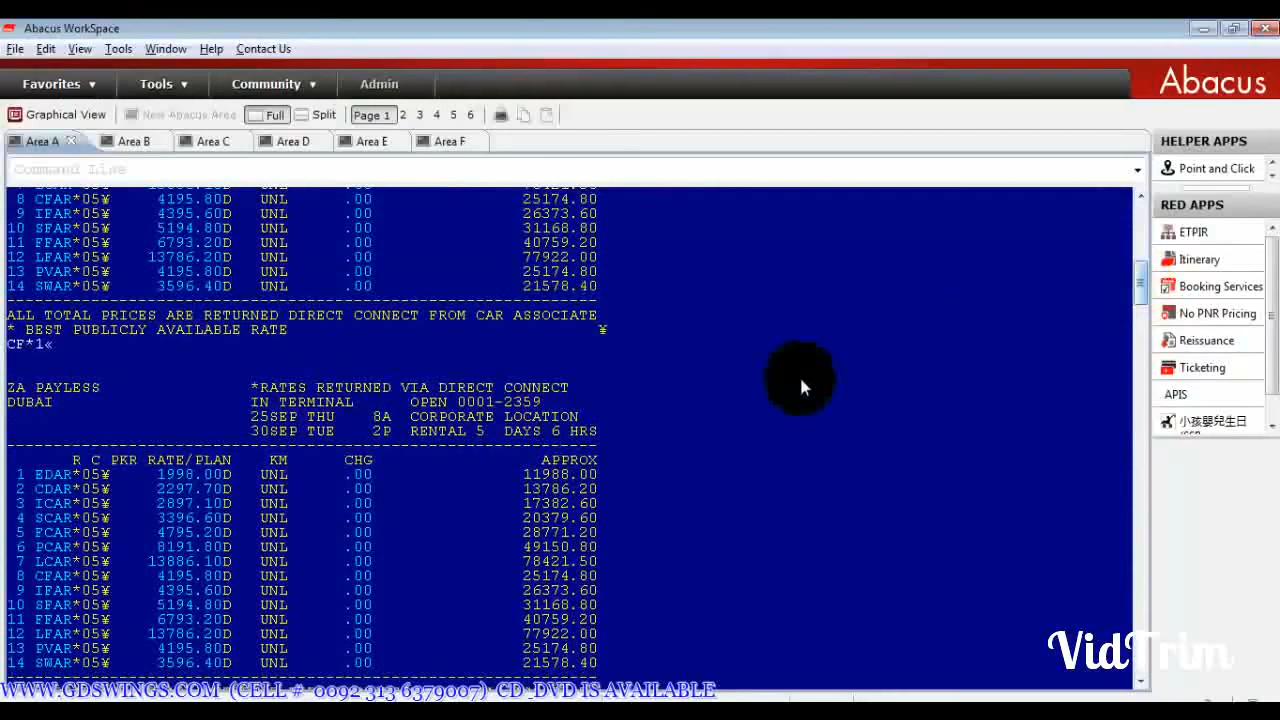 Abacus WorkSpace
File Edit View Tools Window Help Contact Us
Favorites Tools Community Admin
Abacus
Graphical View New Abacus Area Full Split Page 1 2 3 4 5 6
Area A Area B Area C Area D Area E Area F
Command Line
8 CFAR*05¥ 4195.80D UNL .00 25174.80
9 IFAR*05¥ 4395.60D UNL .00 26373.60
10 SFAR*05¥ 5194.80D UNL .00 31168.80
11 FFAR*05¥ 6793.20D UNL .00 40759.20
12 LFAR*05¥ 13786.20D UNL .00 77922.00
13 PVAR*05¥ 4195.80D UNL .00 25174.80
14 SWAR*05¥ 3596.40D UNL .00 21578.40
ALL TOTAL PRICES ARE RETURNED DIRECT CONNECT FROM CAR ASSOCIATE
* BEST PUBLICLY AVAILABLE RATE ¥
CF*1«
ZA PAYLESS *RATES RETURNED VIA DIRECT CONNECT
DUBAI IN TERMINAL OPEN 0001-2359
25SEP THU 8A CORPORATE LOCATION
30SEP TUE 2P RENTAL 5 DAYS 6 HRS
R C PKR RATE/PLAN KM CHG APPROX
1 EDAR*05¥ 1998.00D UNL .00 11988.00
2 CDAR*05¥ 2297.70D UNL .00 13786.20
3 ICAR*05¥ 2897.10D UNL .00 17382.60
4 SCAR*05¥ 3396.60D UNL .00 20379.60
5 FCAR*05¥ 4795.20D UNL .00 28771.20
6 PCAR*05¥ 8191.80D UNL .00 49150.80
7 LCAR*05¥ 13886.10D UNL .00 78421.50
8 CFAR*05¥ 4195.80D UNL .00 25174.80
9 IFAR*05¥ 4395.60D UNL .00 26373.60
10 SFAR*05¥ 5194.80D UNL .00 31168.80
11 FFAR*05¥ 6793.20D UNL .00 40759.20
12 LFAR*05¥ 13786.20D UNL .00 77922.00
13 PVAR*05¥ 4195.80D UNL .00 25174.80
14 SWAR*05¥ 3596.40D UNL .00 21578.40
HELPER APPS
Point and Click
RED APPS
ETPIR
Itinerary
Booking Services
No PNR Pricing
Reissuance
Ticketing
APIS
小孩嬰兒生日
VidTrim
WWW.GDSWINGS.COM (CELL # 0092 313 6379007) CD_DVD IS AVAILABLE